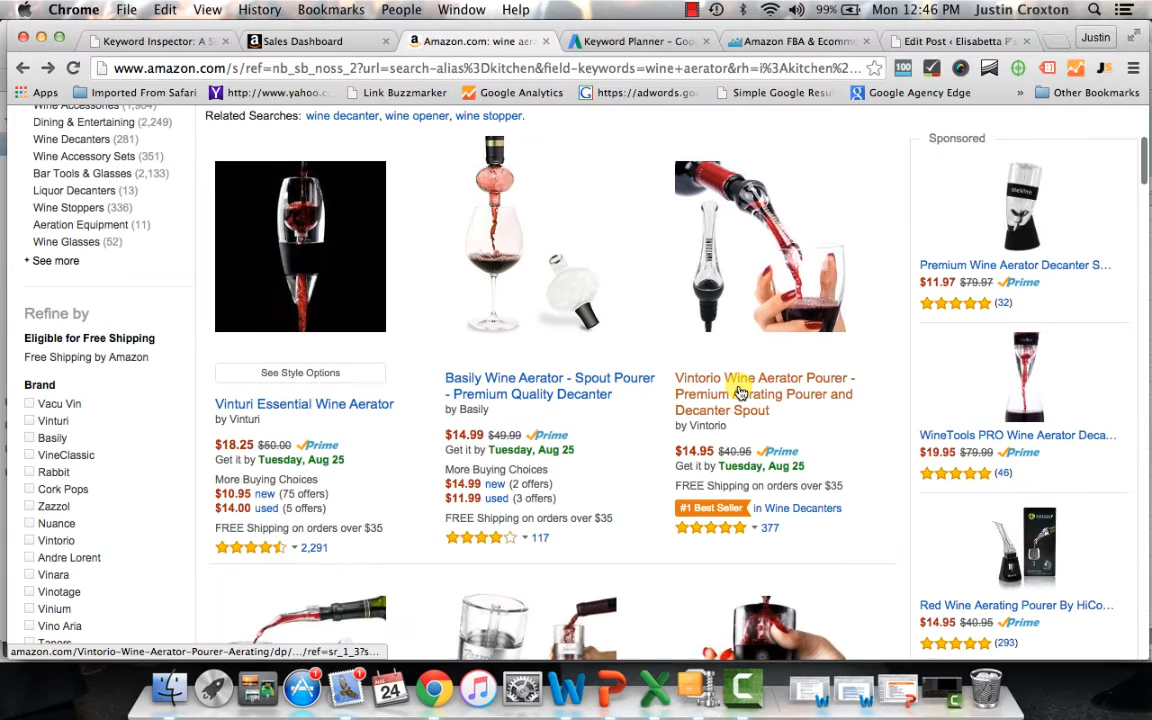 Chrome File Edit View History Bookmarks People Window Help 99% Mon 12:46 PM Justin Croxton
Keyword Inspector: A S
Sales Dashboard
Amazon.com: wine aer
Keyword Planner - Goo
Amazon FBA & Ecomme
Edit Post ‹ Elisabetta P's
Justin
www.amazon.com/s/ref=nb_sb_noss_2?url=search-alias%3Dkitchen&field-keywords=wine+aerator&rh=i%3Akitchen%2...
100
JS
Apps Imported From Safari http://www.yahoo.c Link Buzzmarker Google Analytics https://adwords.go Simple Google Resu Google Agency Edge » Other Bookmarks
Wine Accessories (1,904)
Dining & Entertaining (2,249)
Wine Decanters (281)
Wine Accessory Sets (351)
Bar Tools & Glasses (2,133)
Liquor Decanters (13)
Wine Stoppers (336)
Aeration Equipment (11)
Wine Glasses (52)
+ See more
Refine by
Eligible for Free Shipping
Free Shipping by Amazon
Brand
Vacu Vin
Vinturi
Basily
VineClassic
Rabbit
Cork Pops
Zazzol
Nuance
Vintorio
Andre Lorent
Vinara
Vinotage
Vinium
Vino Aria
Related Searches: wine decanter, wine opener, wine stopper.
See Style Options
Vinturi Essential Wine Aerator
by Vinturi
$18.25 $50.00 Prime
Get it by Tuesday, Aug 25
More Buying Choices
$10.95 new (75 offers)
$14.00 used (5 offers)
FREE Shipping on orders over $35
2,291
Basily Wine Aerator - Spout Pourer
- Premium Quality Decanter
by Basily
$14.99 $49.99 Prime
Get it by Tuesday, Aug 25
More Buying Choices
$14.99 new (2 offers)
$11.99 used (3 offers)
FREE Shipping on orders over $35
117
Vintorio Wine Aerator Pourer -
Premium Aerating Pourer and
Decanter Spout
by Vintorio
$14.95 $40.96 Prime
Get it by Tuesday, Aug 25
FREE Shipping on orders over $35
#1 Best Seller in Wine Decanters
377
Sponsored
Premium Wine Aerator Decanter S...
$11.97 $79.97 Prime
(32)
WineTools PRO Wine Aerator Deca...
$19.95 $79.99 Prime
(46)
Red Wine Aerating Pourer By HiCo...
$14.95 $40.95 Prime
(293)
amazon.com/Vintorio-Wine-Aerator-Pourer-Aerating/dp/.../ref=sr_1_3?s...
AUG
24